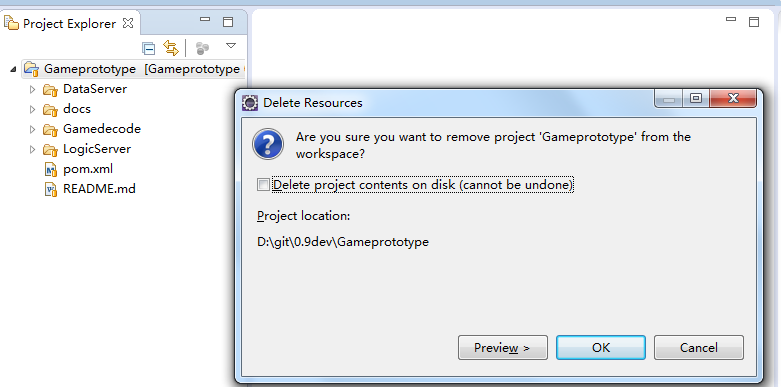 Project Explorer
Gameprototype [Gameprototype
DataServer
docs
Gamedecode
LogicServer
pom.xml
README.md
Delete Resources
Are you sure you want to remove project 'Gameprototype' from the
workspace?
Delete project contents on disk (cannot be undone)
Project location:
D:\git\0.9dev\Gameprototype
Preview >
OK
Cancel